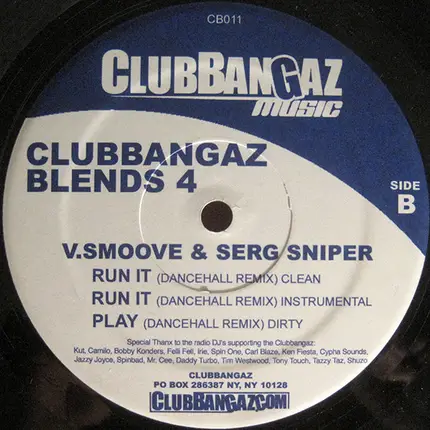 CB011
CLUBBANGAZ
MUSIC
CLUBBANGAZ
BLENDS 4
SIDE
B
V.SMOOVE & SERG SNIPER
RUN IT (DANCEHALL REMIX) CLEAN
RUN IT (DANCEHALL REMIX) INSTRUMENTAL
PLAY (DANCEHALL REMIX) DIRTY
Special Thanx to the radio DJ's supporting the Clubbangaz:
Kut, Camilo, Bobby Konders, Felli Fell, Irie, Spin One, Carl Blaze, Ken Fiesta, Cypha Sounds,
Jazzy Joyce, Spinbad, Mr. Cee, Daddy Turbo, Tim Westwood, Tony Touch, Tazzy Taz, Shuzo
CLUBBANGAZ
PO BOX 286387 NY, NY 10128
CLUBBANGAZ.COM